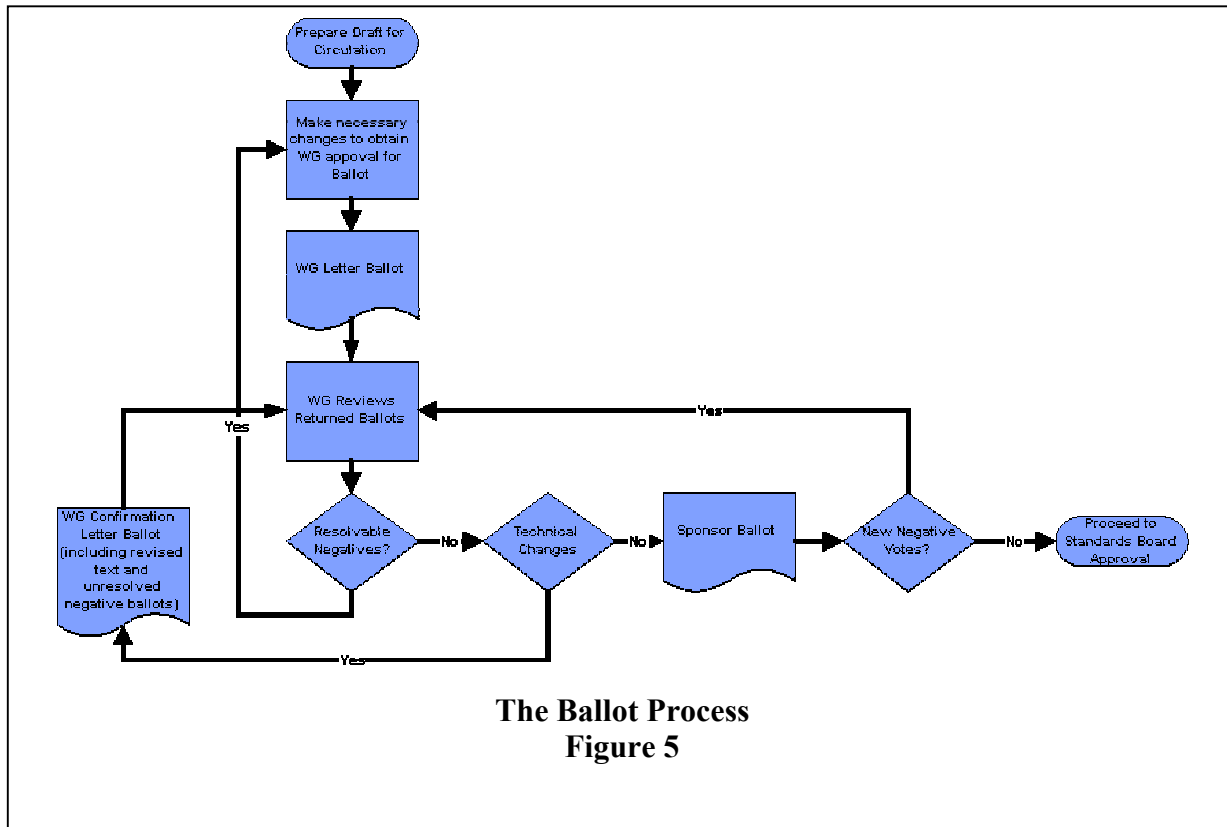 Prepare Draft for
Circulation
Make necessary
changes to obtain
WG appoval for
Ballot
WG Letter Ballot
WG Reviews
Returned Ballots
Yes
Yes
WG Confirmation
Letter Ballot
(including revised
text and
unresolved
negative ballots)
Resolvable
Negatives?
No
Technical
Changes
No
Sponsor Ballot
New Negative
Votes?
No
Proceed to
Standards Board
Approval
Yes
The Ballot Process
Figure 5